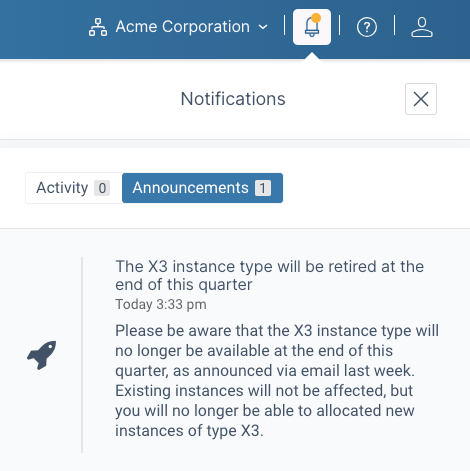 Acme Corporation
Notifications
Activity 0 Announcements 1
The X3 instance type will be retired at the
end of this quarter
Today 3:33 pm
Please be aware that the X3 instance type will
no longer be available at the end of this
quarter, as announced via email last week.
Existing instances will not be affected, but
you will no longer be able to allocated new
instances of type X3.